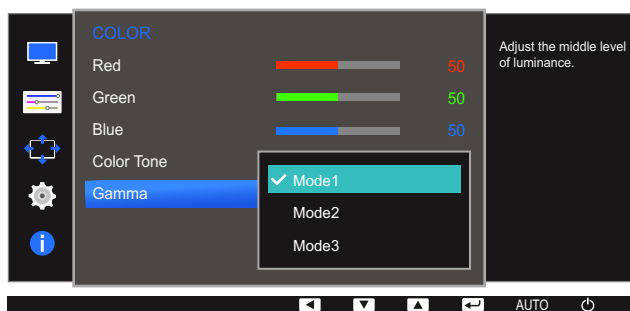 COLOR
Red 50
Green 50
Blue 50
Color Tone
Gamma
Mode1
Mode2
Mode3
Adjust the middle level
of luminance.
AUTO